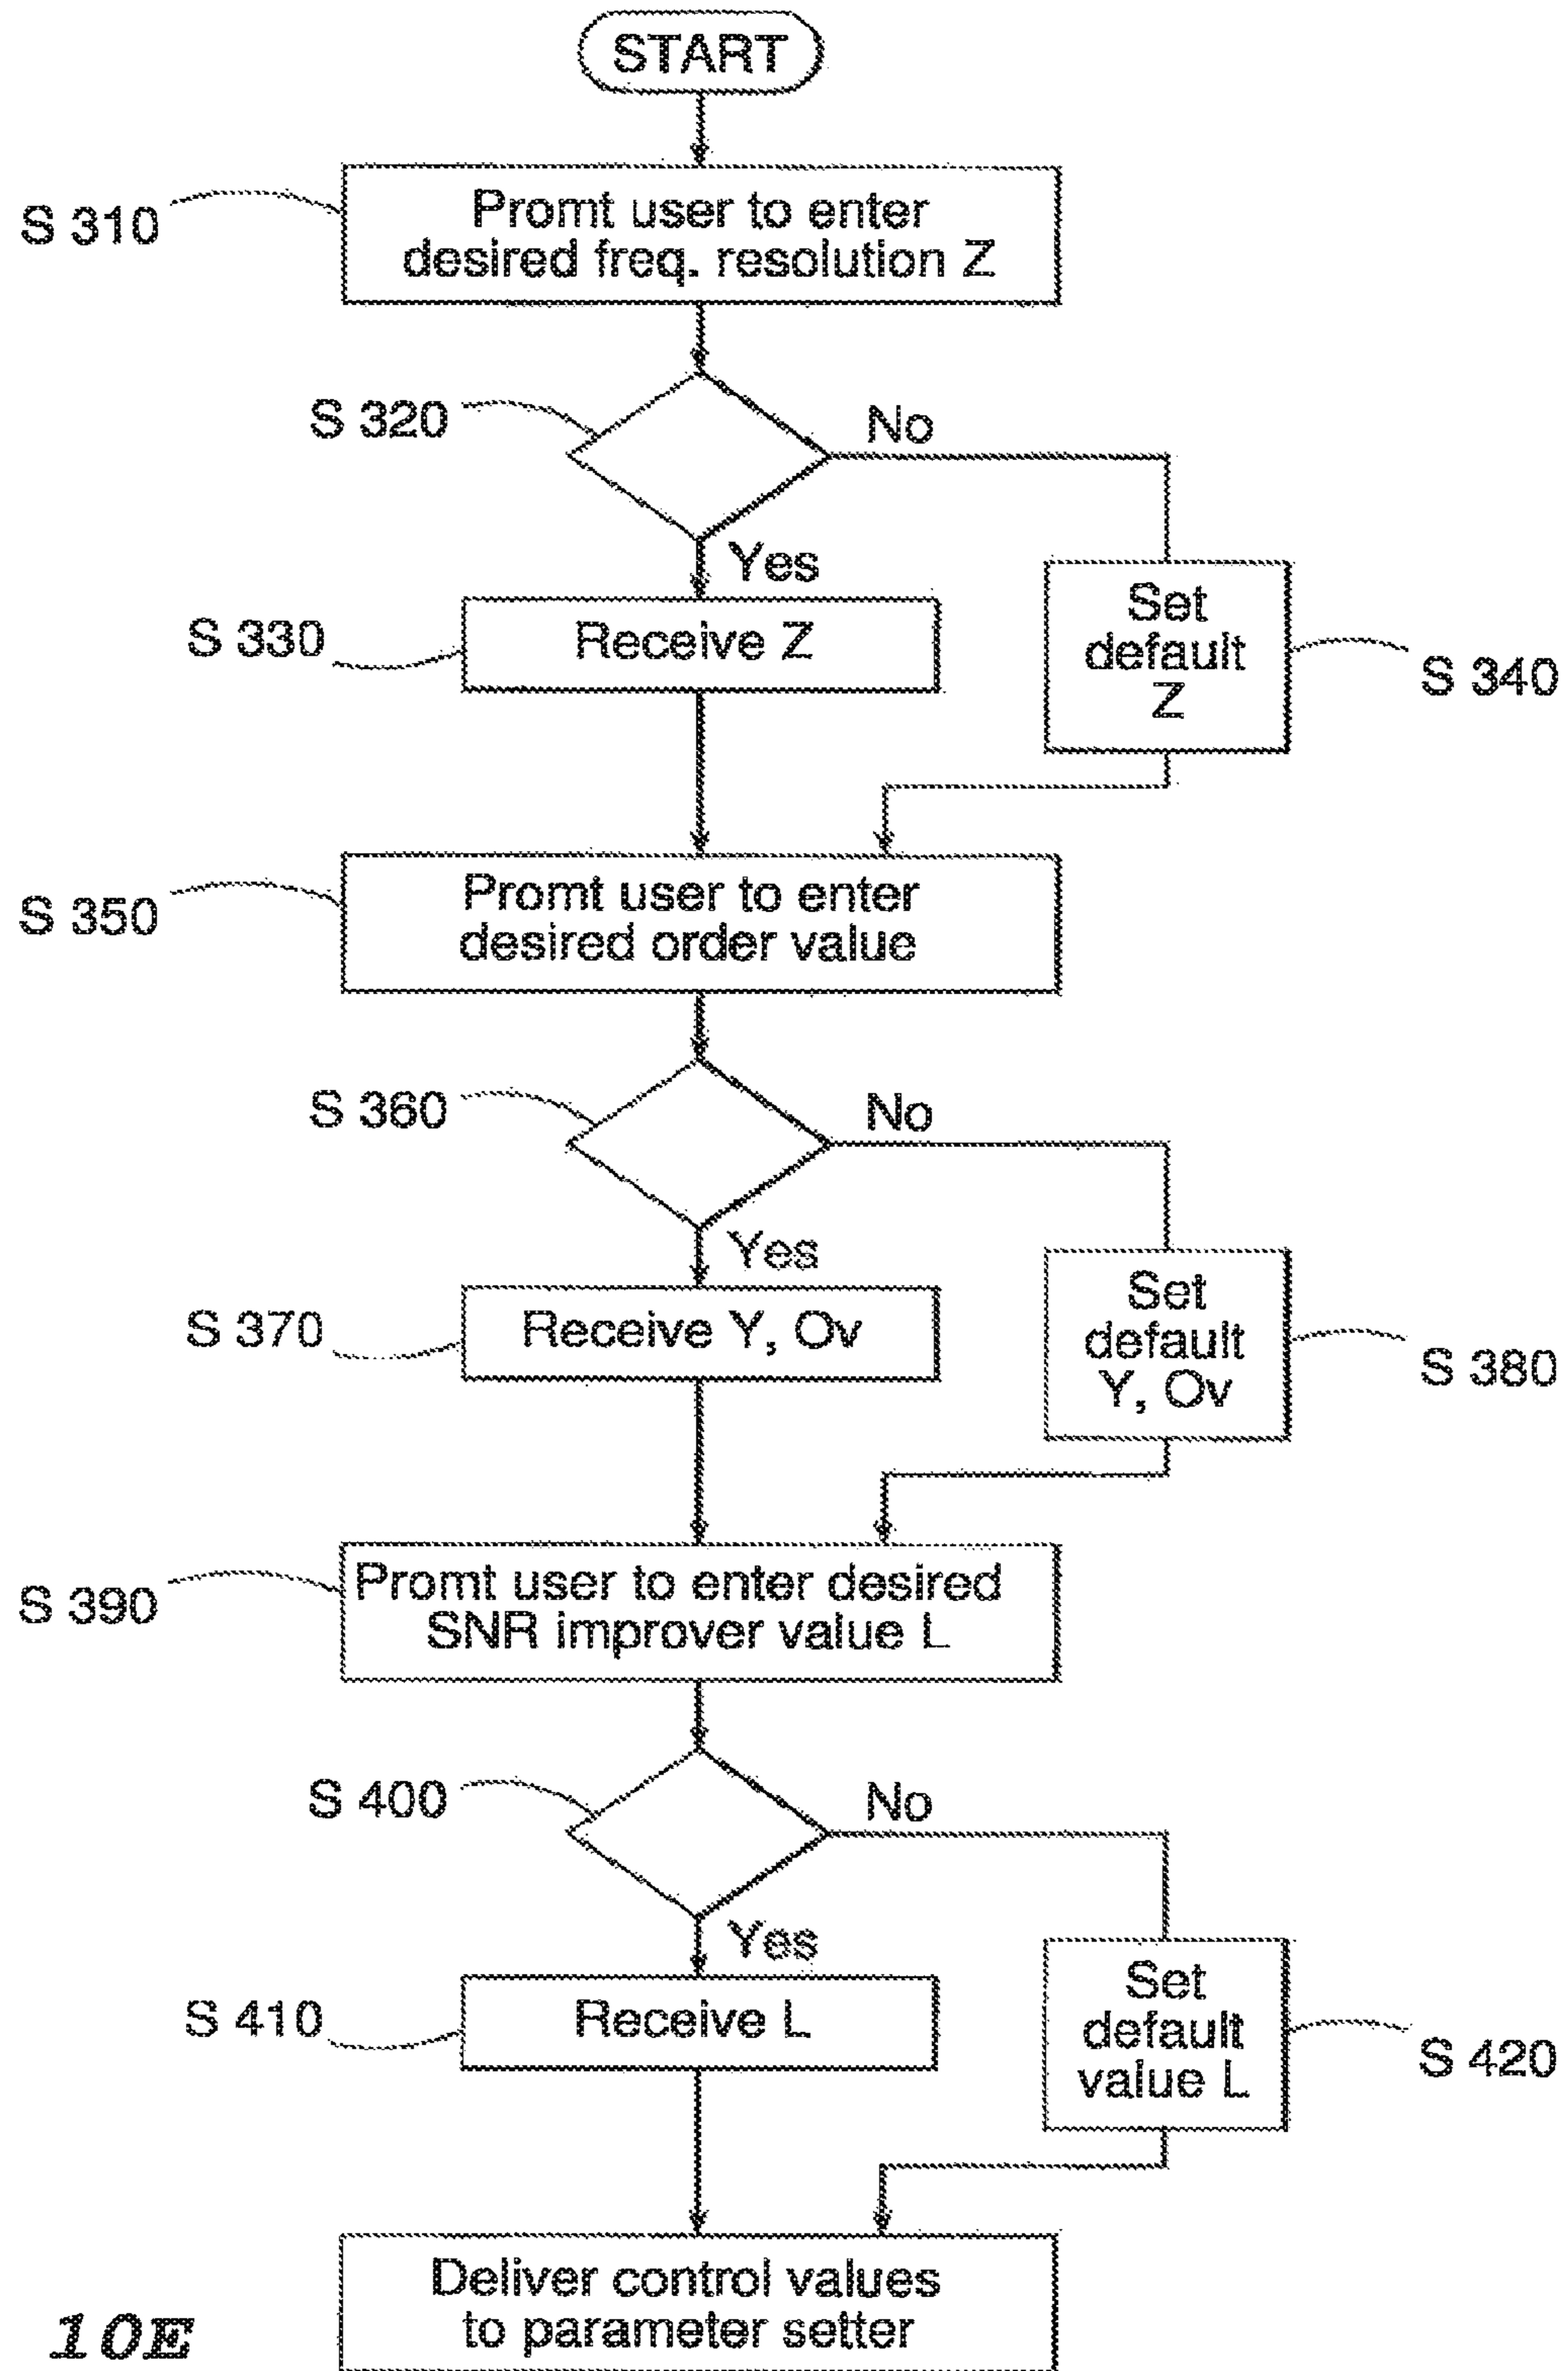 START
S 310
Promt user to enter
desired freq. resolution Z
S 320
No
Yes
S 330
Receive Z
Set
default
Z
S 340
S 350
Promt user to enter
desired order value
S 360
No
Yes
S 370
Receive Y, Ov
Set
default
Y, Ov
S 380
S 390
Promt user to enter desired
SNR improver value L
S 400
No
Yes
S 410
Receive L
Set
default
value L
S 420
Deliver control values
to parameter setter
10E